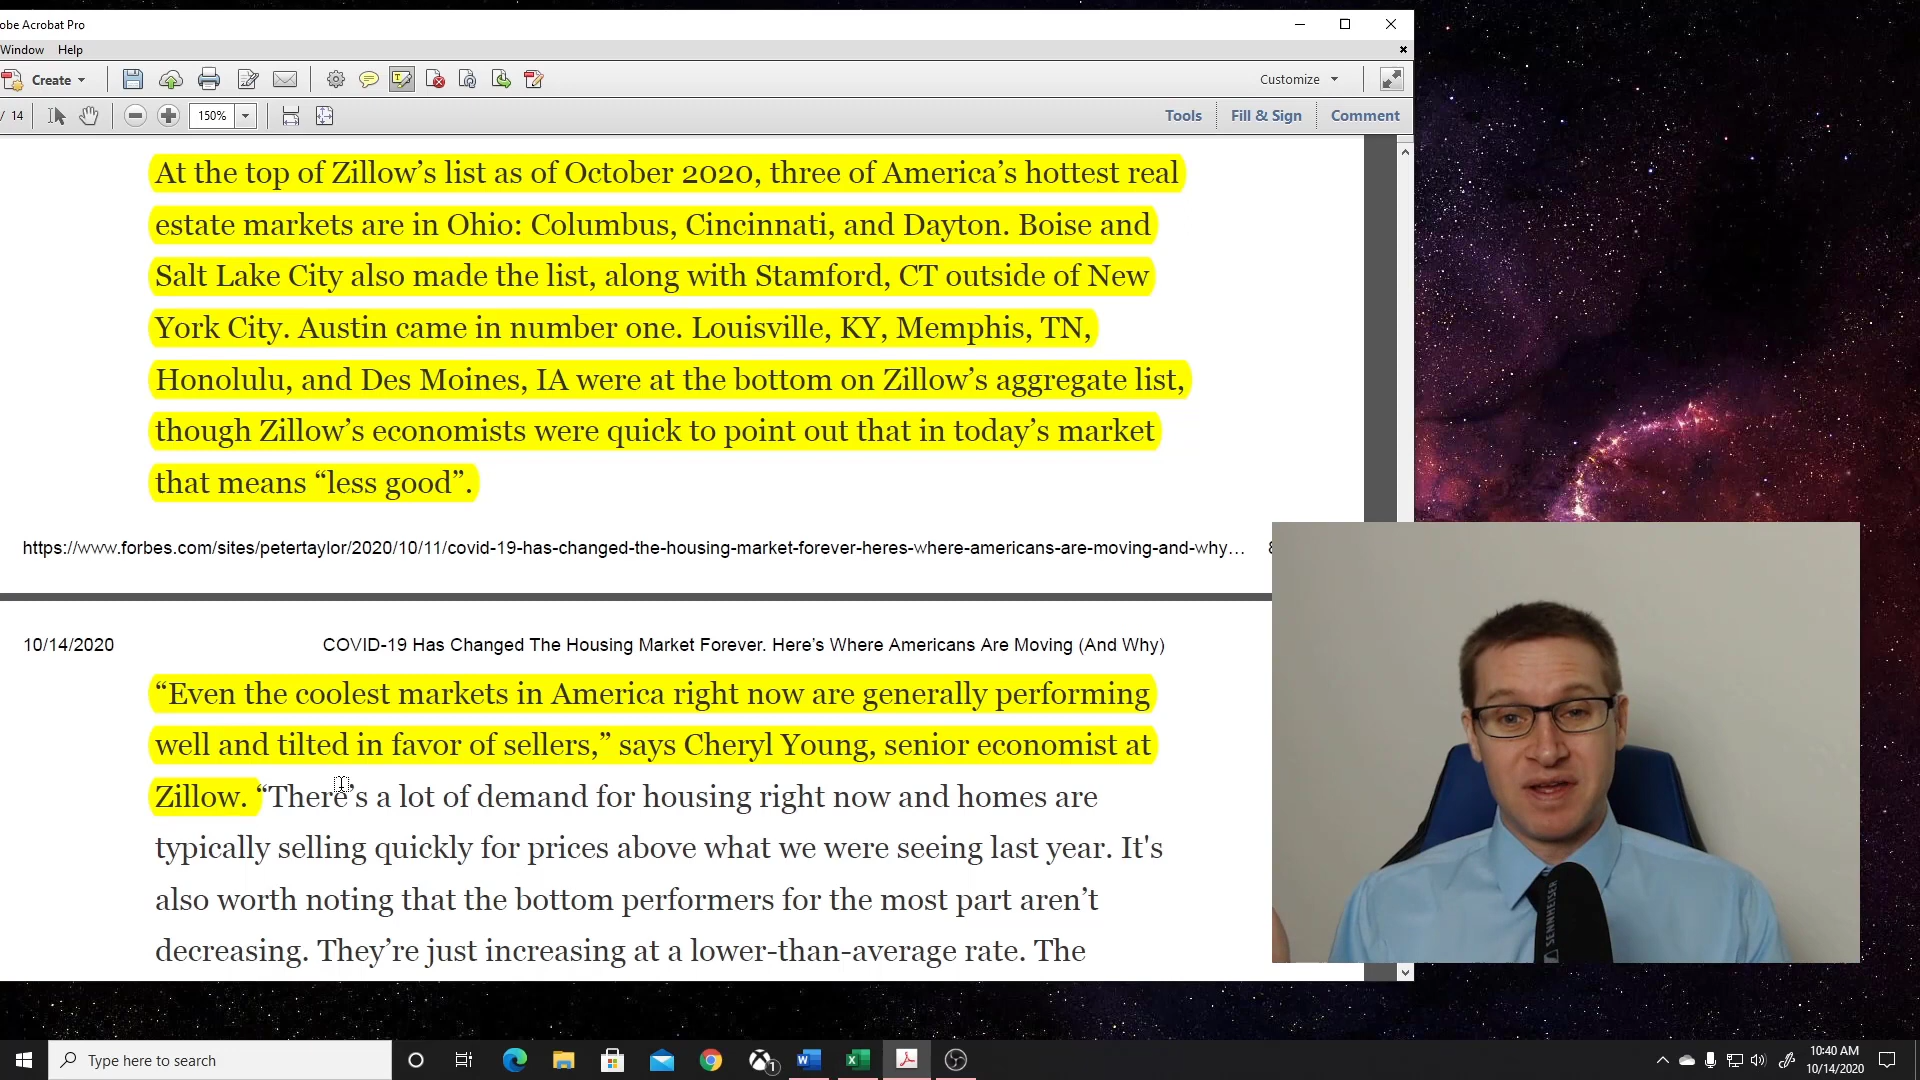 obe Acrobat Pro
Window Help
Create
Customize
/ 14
150%
Tools
Fill & Sign
Comment
At the top of Zillow’s list as of October 2020, three of America’s hottest real
estate markets are in Ohio: Columbus, Cincinnati, and Dayton. Boise and
Salt Lake City also made the list, along with Stamford, CT outside of New
York City. Austin came in number one. Louisville, KY, Memphis, TN,
Honolulu, and Des Moines, IA were at the bottom on Zillow’s aggregate list,
though Zillow’s economists were quick to point out that in today’s market
that means “less good”.
https://www.forbes.com/sites/petertaylor/2020/10/11/covid-19-has-changed-the-housing-market-forever-heres-where-americans-are-moving-and-why…
10/14/2020 COVID-19 Has Changed The Housing Market Forever. Here’s Where Americans Are Moving (And Why)
“Even the coolest markets in America right now are generally performing
well and tilted in favor of sellers,” says Cheryl Young, senior economist at
Zillow. “There’s a lot of demand for housing right now and homes are
typically selling quickly for prices above what we were seeing last year. It's
also worth noting that the bottom performers for the most part aren’t
decreasing. They’re just increasing at a lower-than-average rate. The
SENNHEISER
Type here to search
1
10:40 AM
10/14/2020